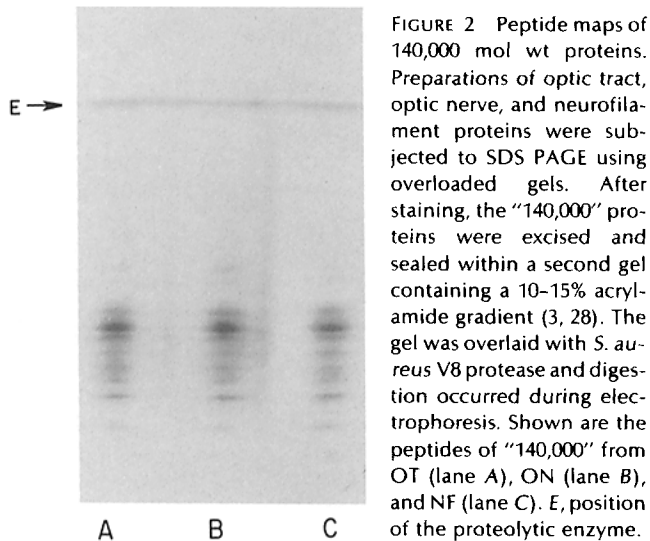 E →
A B C
FIGURE 2 Peptide maps of
140,000 mol wt proteins.
Preparations of optic tract,
optic nerve, and neurofila-
ment proteins were sub-
jected to SDS PAGE using
overloaded gels. After
staining, the "140,000" pro-
teins were excised and
sealed within a second gel
containing a 10–15% acryl-
amide gradient (3, 28). The
gel was overlaid with S. au-
reus V8 protease and diges-
tion occurred during elec-
trophoresis. Shown are the
peptides of "140,000" from
OT (lane A), ON (lane B),
and NF (lane C). E, position
of the proteolytic enzyme.